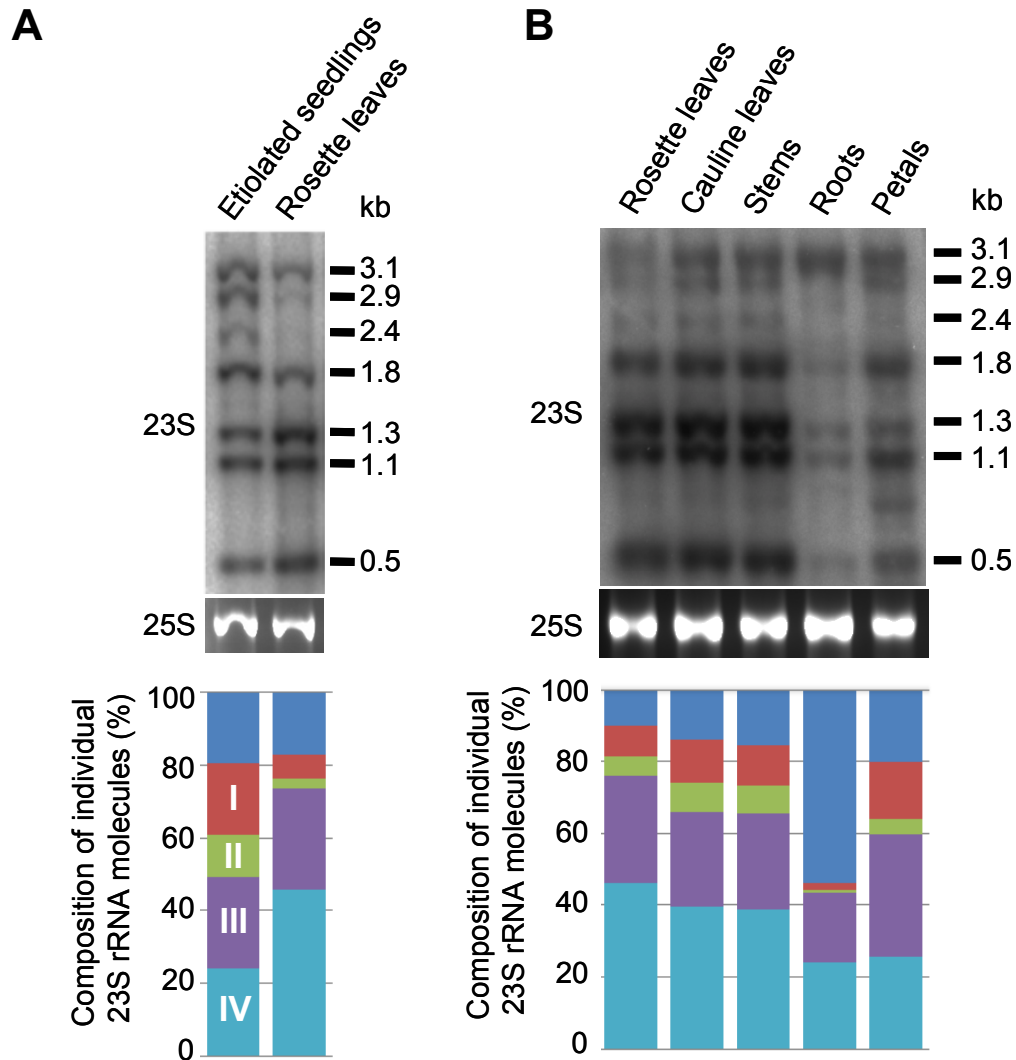 A
Etiolated seedlings
Rosette leaves
kb
3.1
2.9
2.4
1.8
1.3
1.1
0.5
23S
25S
Composition of individual
23S rRNA molecules (%)
100
80
60
40
20
0
I
II
III
IV
B
Rosette leaves
Cauline leaves
Stems
Roots
Petals
kb
3.1
2.9
2.4
1.8
1.3
1.1
0.5
23S
25S
Composition of individual
23S rRNA molecules (%)
100
80
60
40
20
0